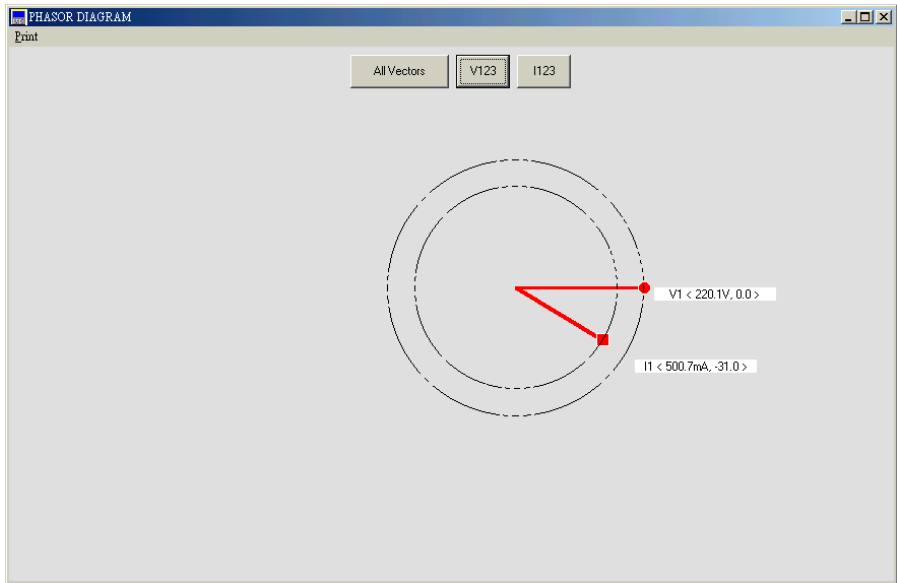 PHASOR DIAGRAM
Print
All Vectors V123 I123
V1 < 220.1V, 0.0 >
I1 < 500.7mA, -31.0 >